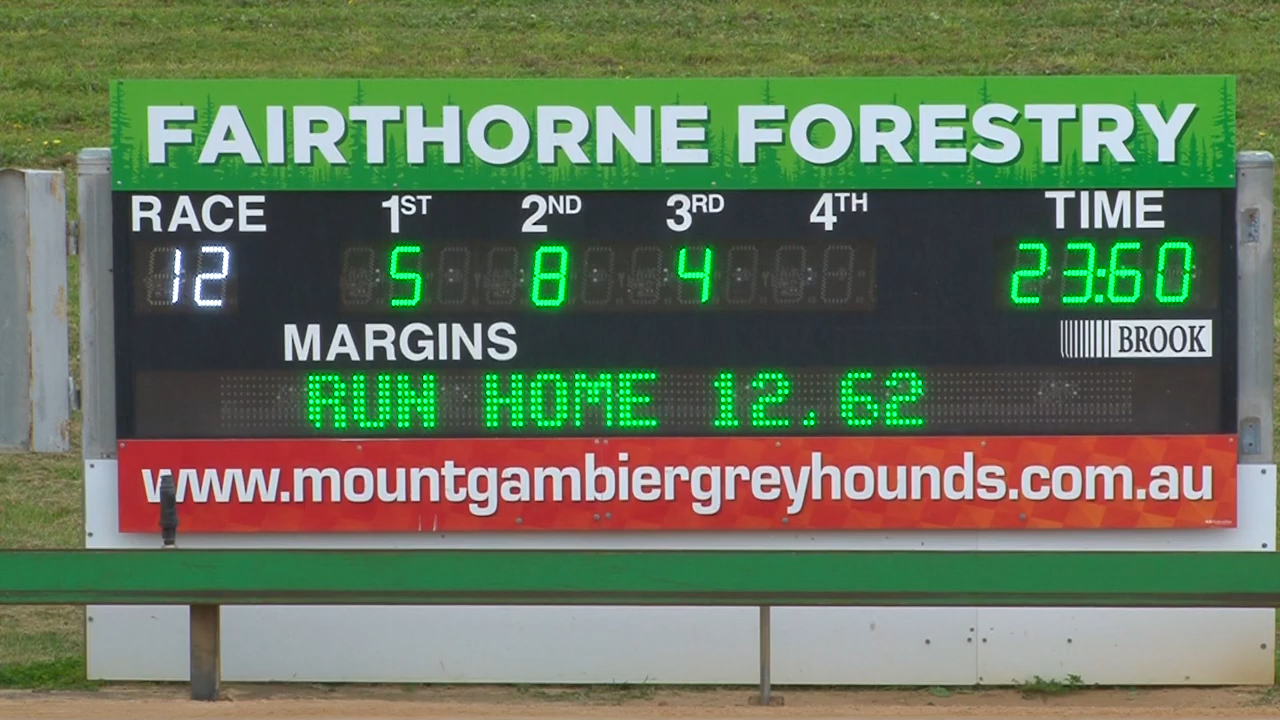 FAIRTHORNE FORESTRY
RACE 1ST 2ND 3RD 4TH TIME
12 5 8 4 23:60
MARGINS BROOK
RUN HOME 12.62
www.mountgambiergreyhounds.com.au